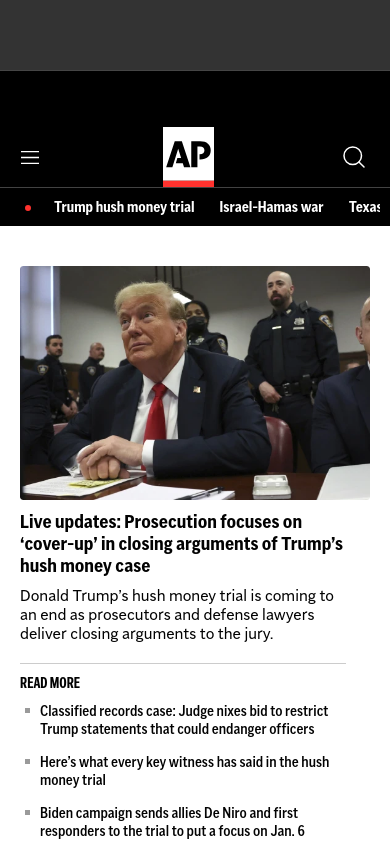 AP
Trump hush money trial Israel-Hamas war Texas
Live updates: Prosecution focuses on
‘cover-up’ in closing arguments of Trump’s
hush money case
Donald Trump’s hush money trial is coming to
an end as prosecutors and defense lawyers
deliver closing arguments to the jury.
READ MORE
Classified records case: Judge nixes bid to restrict
Trump statements that could endanger officers
Here’s what every key witness has said in the hush
money trial
Biden campaign sends allies De Niro and first
responders to the trial to put a focus on Jan. 6